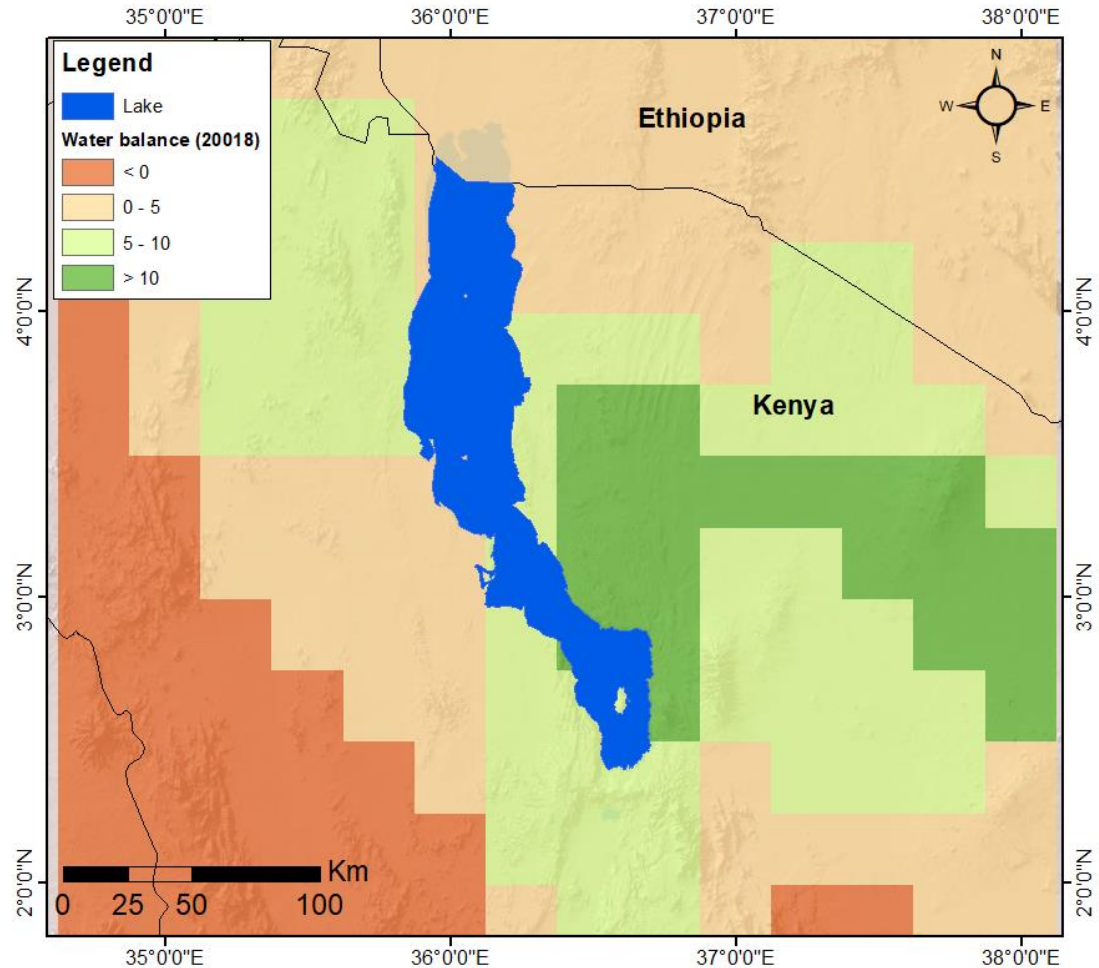 35°0'0"E 36°0'0"E 37°0'0"E 38°0'0"E
Legend
Lake
Water balance (20018)
< 0
0 - 5
5 - 10
> 10
N
W E
S
Ethiopia
Kenya
4°0'0"N 4°0'0"N
3°0'0"N 3°0'0"N
2°0'0"N 2°0'0"N
Km
0 25 50 100
35°0'0"E 36°0'0"E 37°0'0"E 38°0'0"E